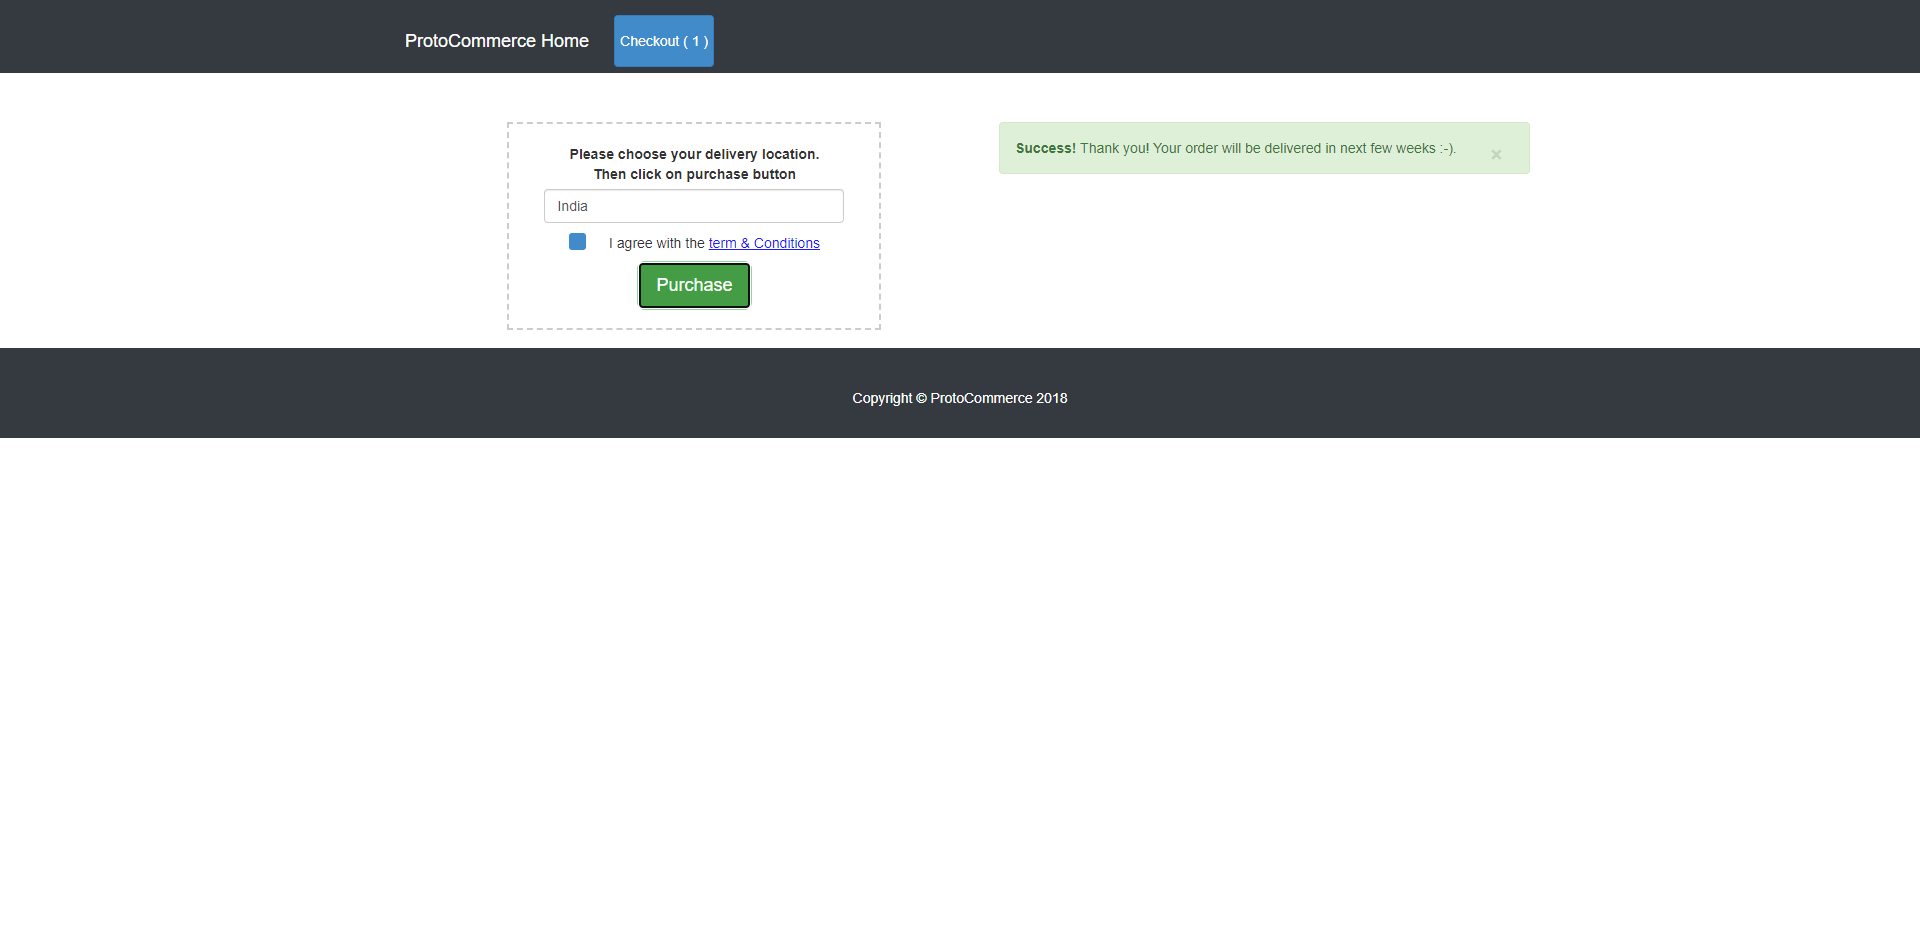 ProtoCommerce Home
Checkout ( 1 )
Please choose your delivery location.
Then click on purchase button
India
I agree with the term & Conditions
Purchase
Success! Thank you! Your order will be delivered in next few weeks :-).
×
Copyright © ProtoCommerce 2018